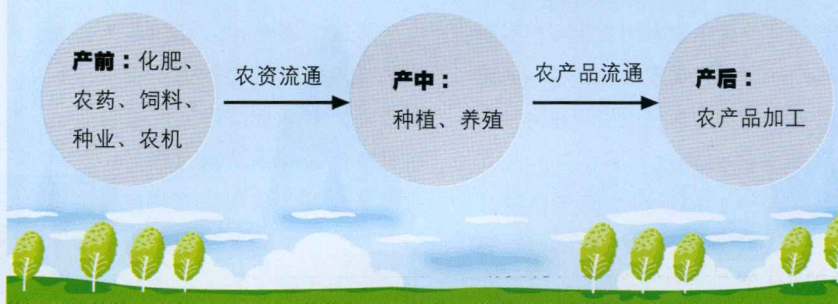 产前：化肥、
农药、饲料、
种业、农机
农资流通
产中：
种植、养殖
农产品流通
产后：
农产品加工